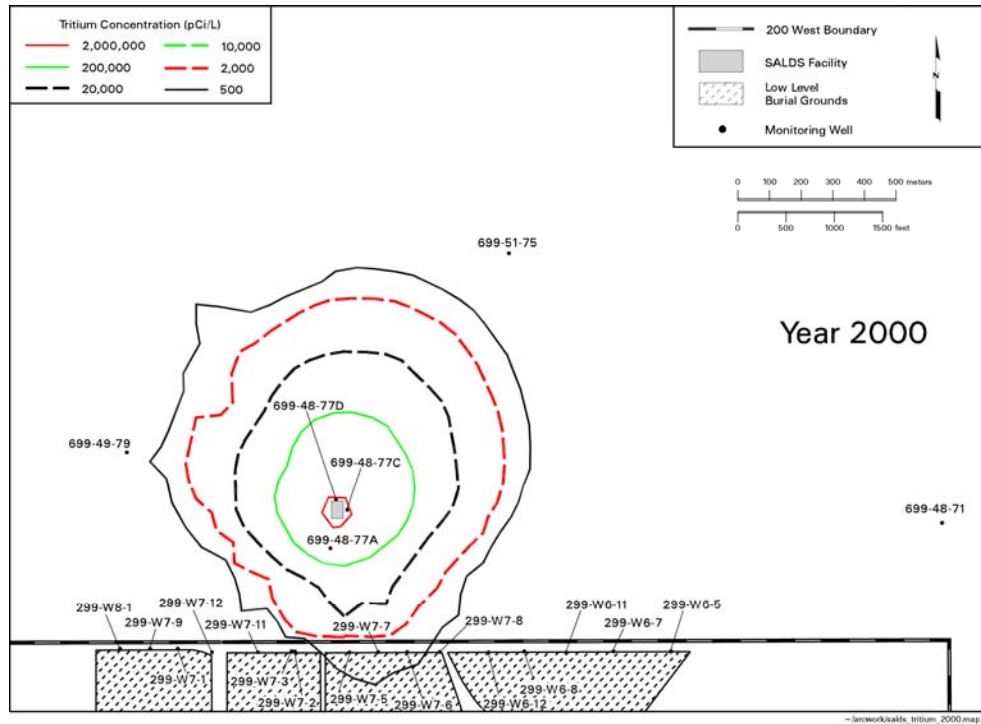 Tritium Concentration (pCi/L)
2,000,000
10,000
200,000
2,000
20,000
500
200 West Boundary
SALDS Facility
Low Level
Burial Grounds
Monitoring Well
N
0 100 200 300 400 500 meters
0 500 1000 1500 feet
699-51-75
Year 2000
699-48-77D
699-49-79
699-48-77C
699-48-71
699-48-77A
299-W8-1
299-W7-12
299-W7-9
299-W7-11
299-W7-7
299-W7-8
299-W6-11
299-W6-5
299-W6-7
299-W7-1
299-W7-3
299-W7-2
299-W7-5
299-W7-6
299-W6-8
299-W6-12
~/arcwork/salds_tritium_2000.map